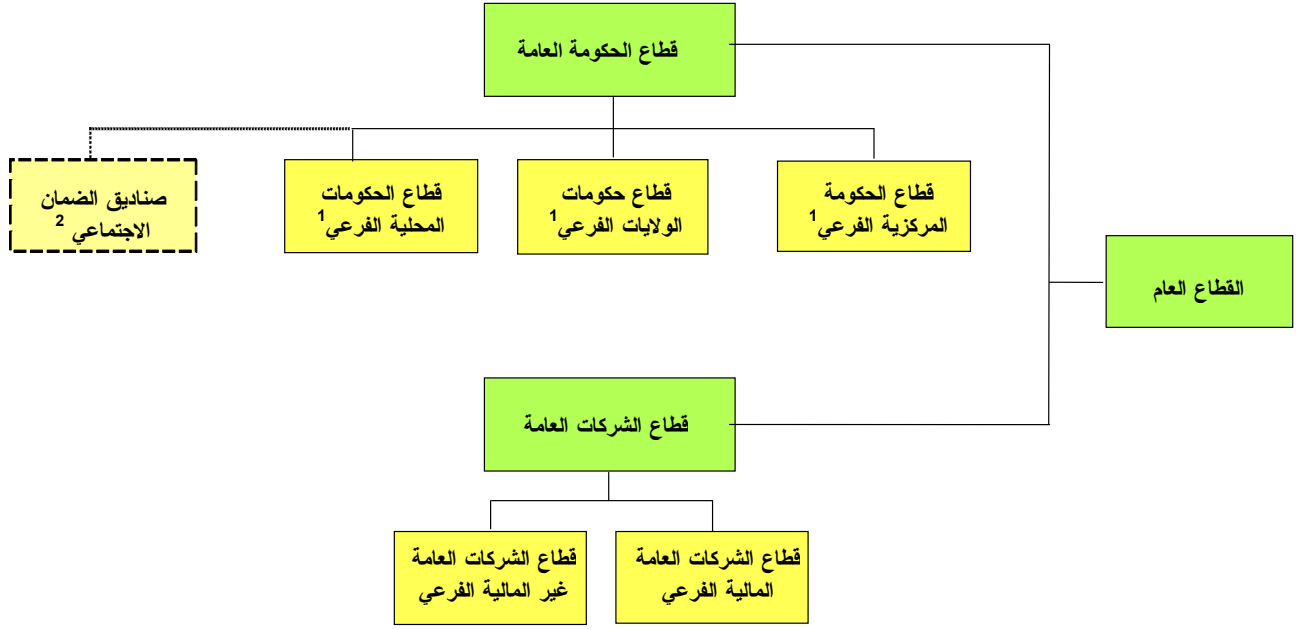 قطاع الحكومة العامة
قطاع الحكومة
المركزية الفرعي¹
قطاع حكومات
الولايات الفرعي¹
قطاع الحكومات
المحلية الفرعي¹
صناديق الضمان
الاجتماعي ²
القطاع العام
قطاع الشركات العامة
قطاع الشركات العامة
المالية الفرعي
قطاع الشركات العامة
غير المالية الفرعي